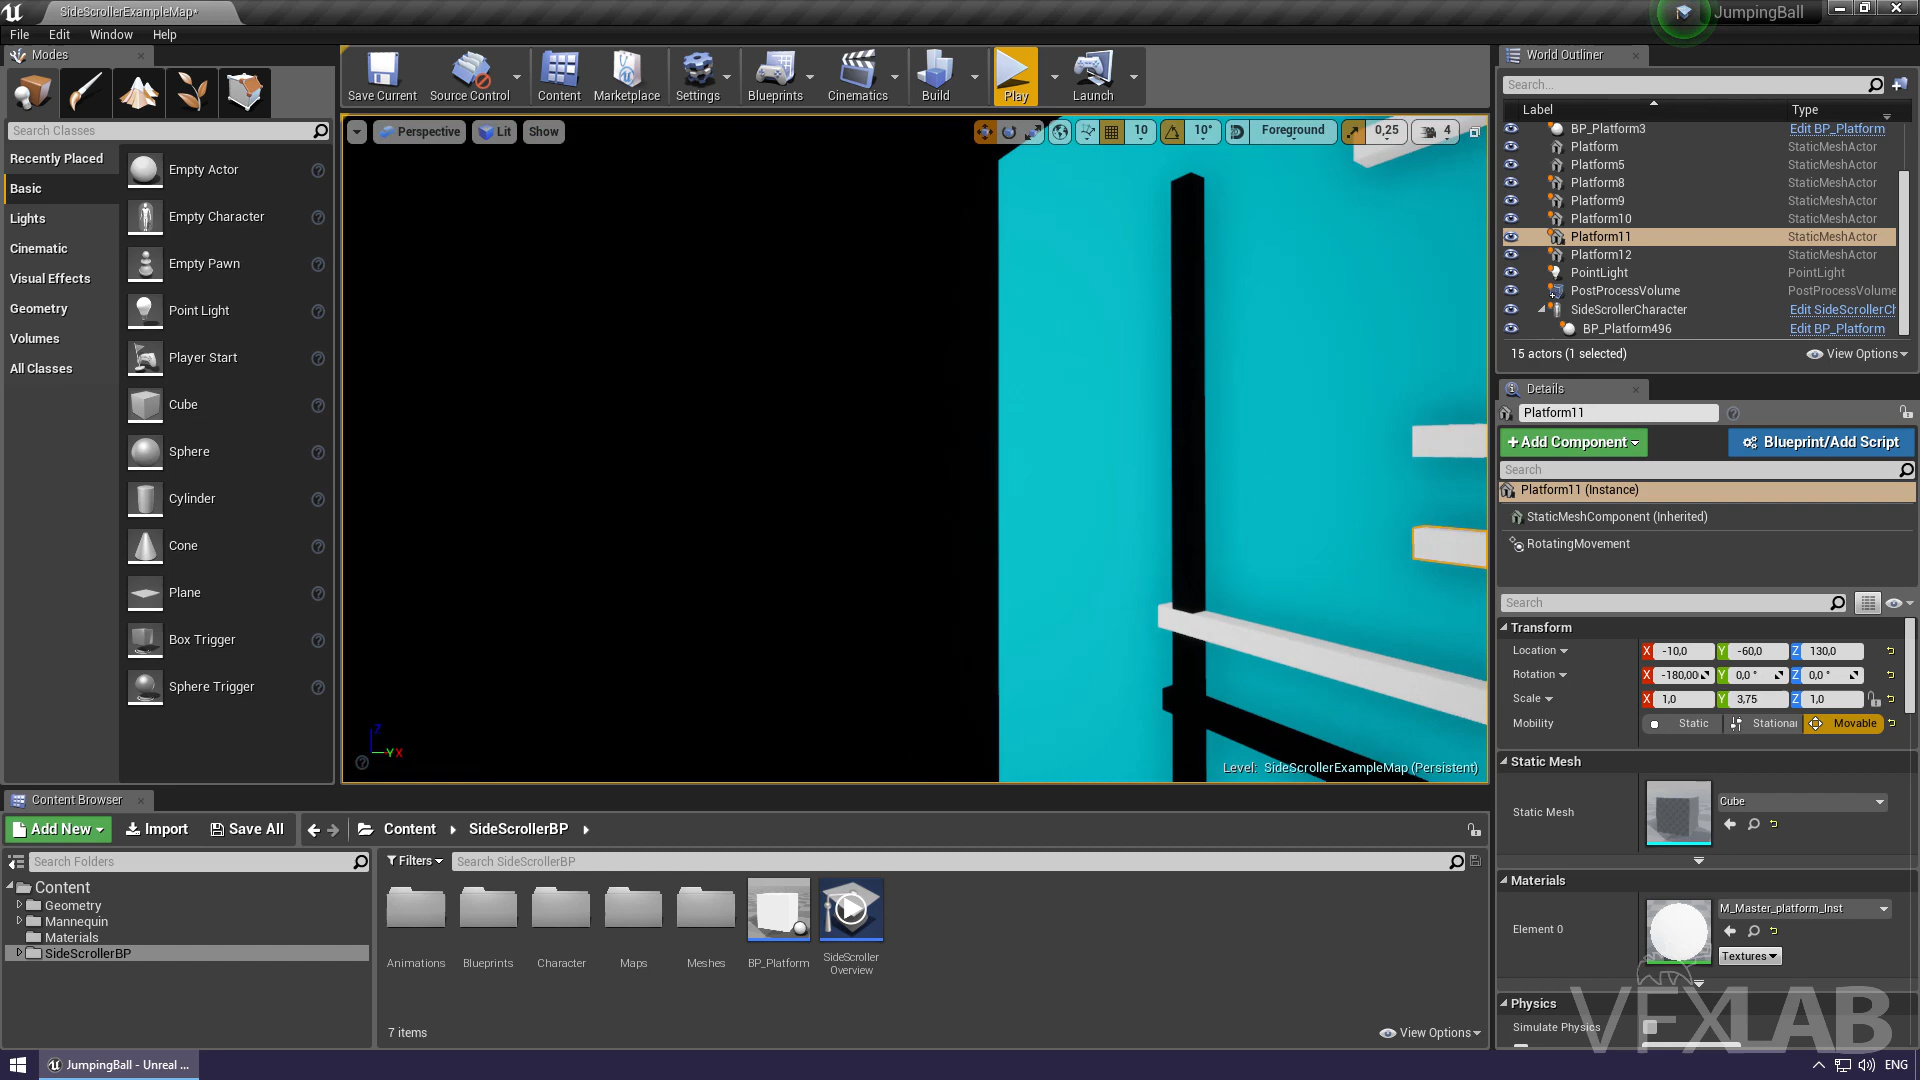 SideScrollerExampleMap*
JumpingBall
File Edit Window Help
Modes
Search Classes
Recently Placed
Basic
Lights
Cinematic
Visual Effects
Geometry
Volumes
All Classes
Empty Actor
Empty Character
Empty Pawn
Point Light
Player Start
Cube
Sphere
Cylinder
Cone
Plane
Box Trigger
Sphere Trigger
Save Current Source Control Content Marketplace Settings Blueprints Cinematics Build Play Launch
Perspective Lit Show
10 10° Foreground 0,25 4
Z
Y X
Level: SideScrollerExampleMap (Persistent)
World Outliner
Search...
Label Type
BP_Platform3 Edit BP_Platform
Platform StaticMeshActor
Platform5 StaticMeshActor
Platform8 StaticMeshActor
Platform9 StaticMeshActor
Platform10 StaticMeshActor
Platform11 StaticMeshActor
Platform12 StaticMeshActor
PointLight PointLight
PostProcessVolume PostProcessVolume
SideScrollerCharacter Edit SideScrollerCh
BP_Platform496 Edit BP_Platform
15 actors (1 selected) View Options
Details
Platform11
+Add Component Blueprint/Add Script
Search
Platform11 (Instance)
StaticMeshComponent (Inherited)
RotatingMovement
Search
Transform
Location X -10,0 Y -60,0 Z 130,0
Rotation X -180,00 Y 0,0 ° Z 0,0 °
Scale X 1,0 Y 3,75 Z 1,0
Mobility Static Stationar Movable
Static Mesh
Static Mesh Cube
Materials
Element 0 M_Master_platform_Inst
Textures
Physics
Simulate Physics
VFXLAB
Content Browser
Add New Import Save All Content SideScrollerBP
Search Folders
Content
Geometry
Mannequin
Materials
SideScrollerBP
Filters Search SideScrollerBP
Animations Blueprints Character Maps Meshes BP_Platform SideScroller
Overview
7 items View Options
JumpingBall - Unreal ... ENG